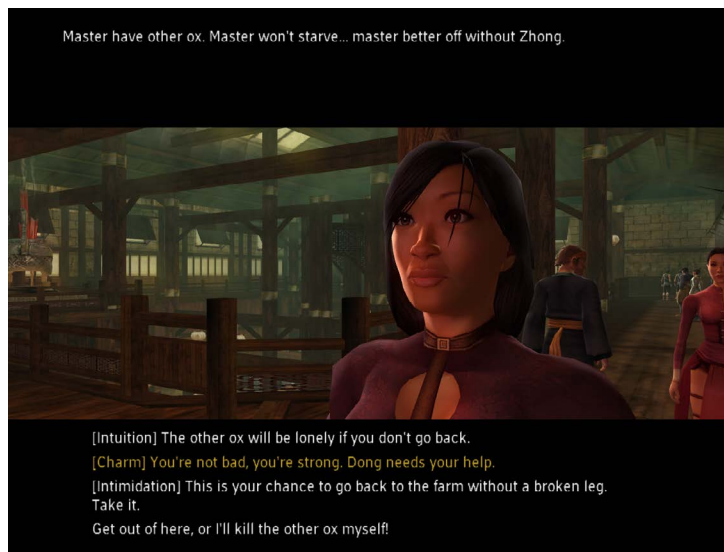 Master have other ox. Master won't starve... master better off without Zhong.
[Intuition] The other ox will be lonely if you don't go back.
[Charm] You're not bad, you're strong. Dong needs your help.
[Intimidation] This is your chance to go back to the farm without a broken leg.
Take it.
Get out of here, or I'll kill the other ox myself!